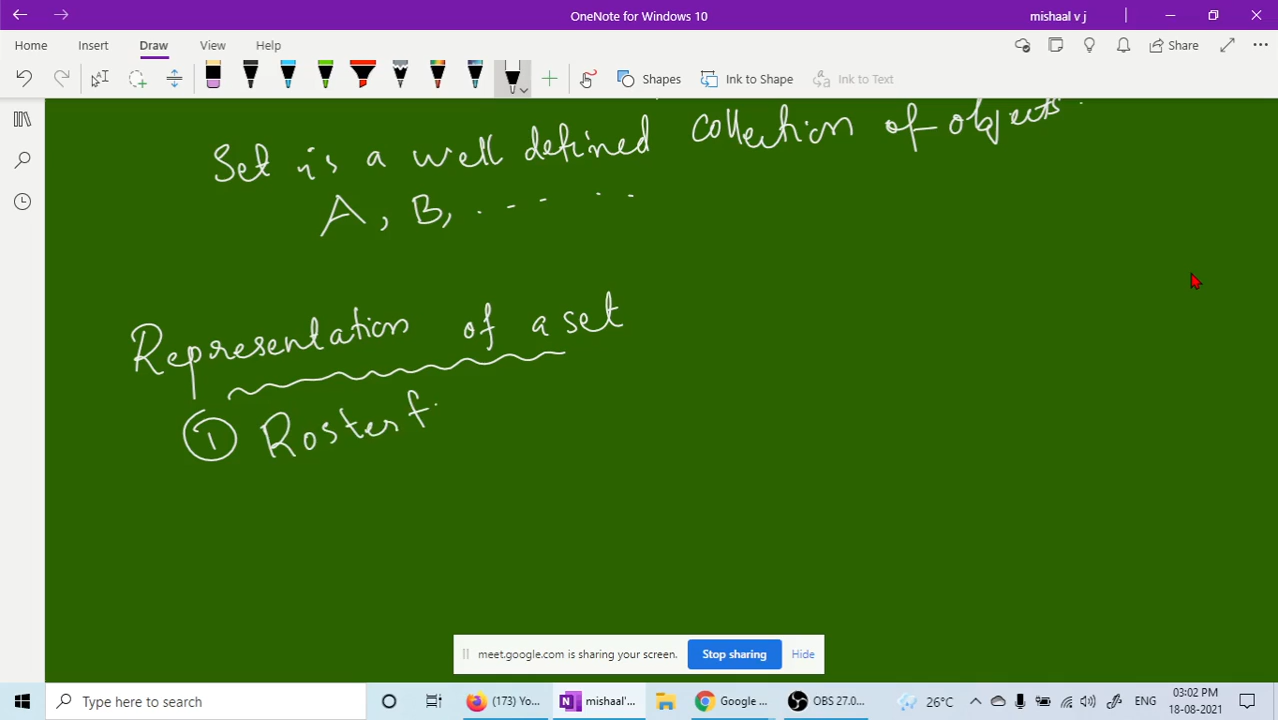 OneNote for Windows 10
mishaal v j
Home Insert Draw View Help
Share
Shapes Ink to Shape Ink to Text
Set is a well defined collection of objects.
A, B, . - - . .
Representation of a set
① Roster f
meet.google.com is sharing your screen. Stop sharing Hide
Type here to search
(173) Yo...
mishaal'...
Google ...
OBS 27.0...
26°C
ENG
03:02 PM
18-08-2021